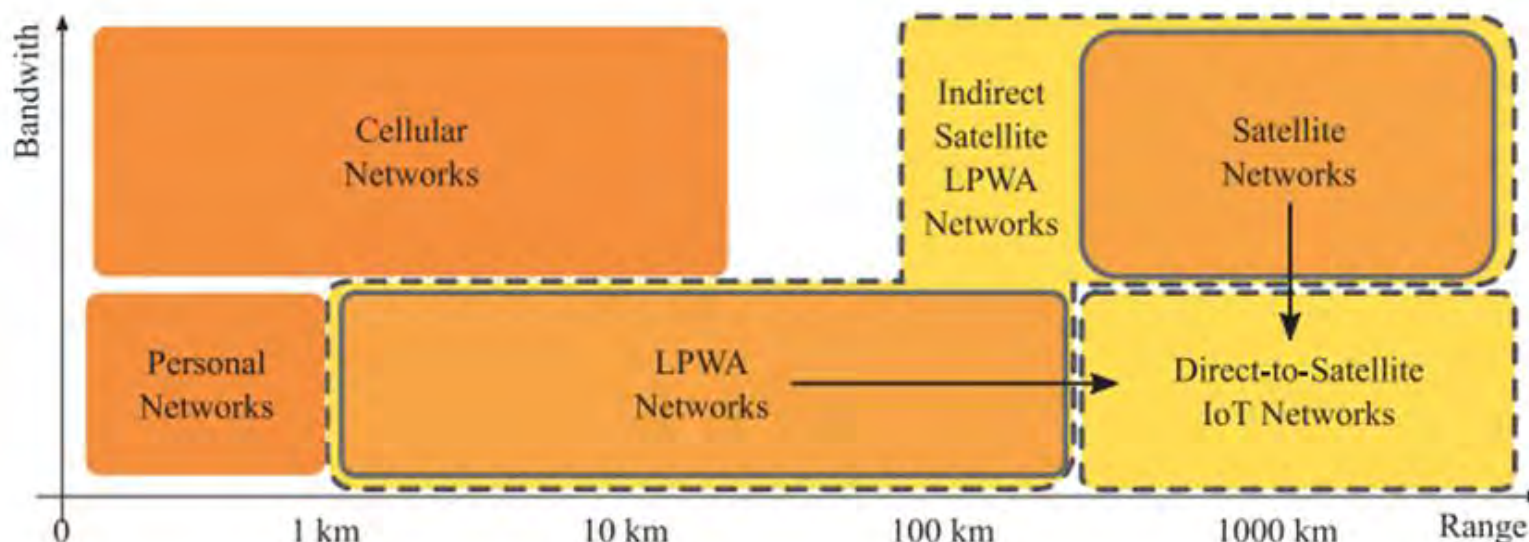 Bandwith
Cellular
Networks
Indirect
Satellite
LPWA
Networks
Satellite
Networks
Personal
Networks
LPWA
Networks
Direct-to-Satellite
IoT Networks
0
1 km
10 km
100 km
1000 km
Range